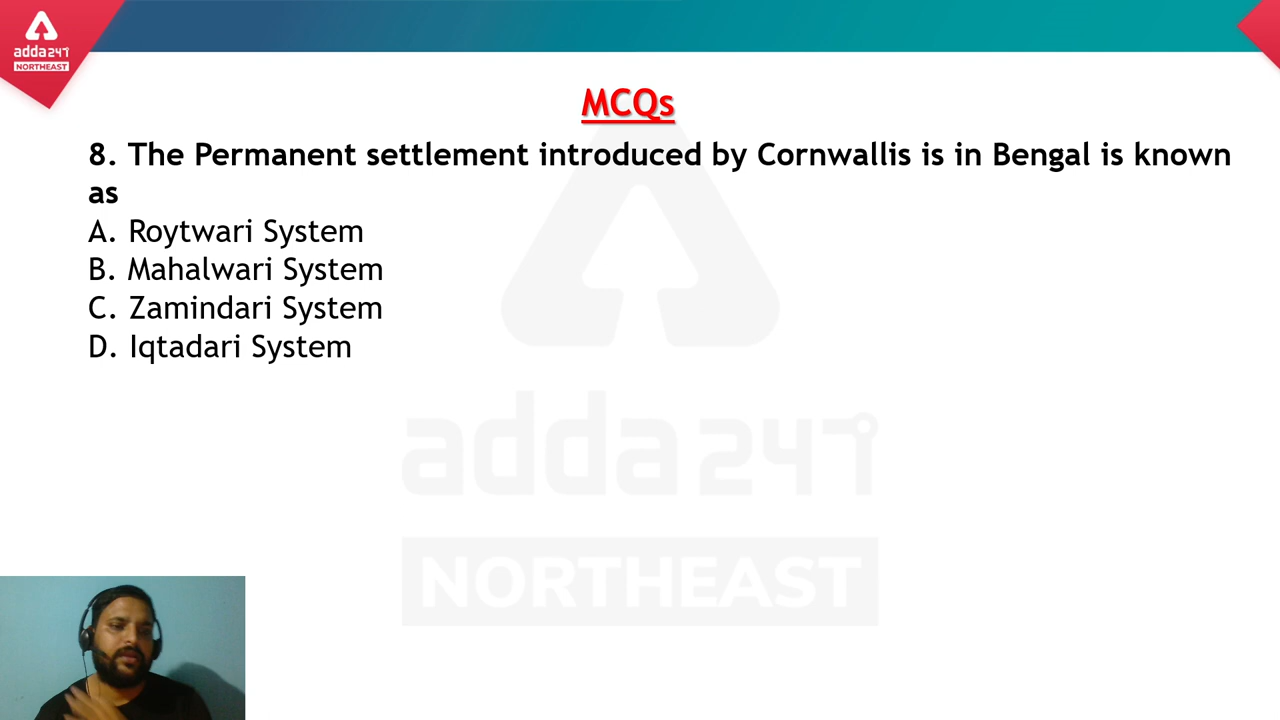 adda247
NORTHEAST
MCQs
8. The Permanent settlement introduced by Cornwallis is in Bengal is known
as
A. Roytwari System
B. Mahalwari System
C. Zamindari System
D. Iqtadari System
adda247
NORTHEAST